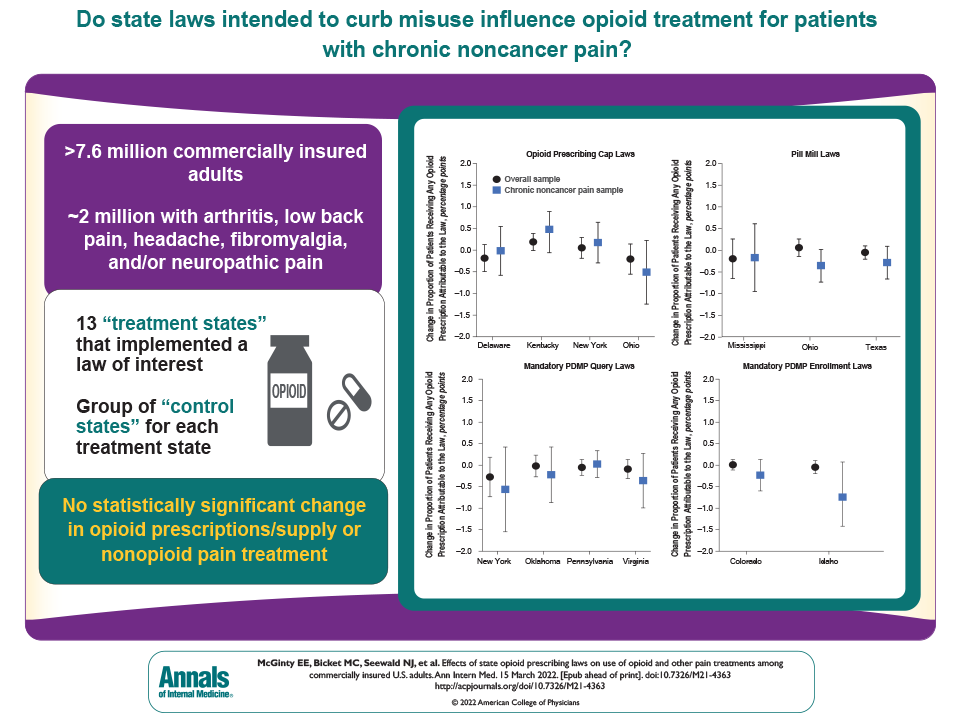 Do state laws intended to curb misuse influence opioid treatment for patients
with chronic noncancer pain?
>7.6 million commercially insured
adults
~2 million with arthritis, low back
pain, headache, fibromyalgia,
and/or neuropathic pain
13 “treatment states”
that implemented a
law of interest
Group of “control
states” for each
treatment state
OPIOID
No statistically significant change
in opioid prescriptions/supply or
nonopioid pain treatment
Opioid Prescribing Cap Laws
Change in Proportion of Patients Receiving Any Opioid
Prescription Attributable to the Law, percentage points
2.0
1.5
1.0
0.5
0.0
–0.5
–1.0
–1.5
–2.0
Overall sample
Chronic noncancer pain sample
Delaware Kentucky New York Ohio
Pill Mill Laws
Change in Proportion of Patients Receiving Any Opioid
Prescription Attributable to the Law, percentage points
2.0
1.5
1.0
0.5
0.0
–0.5
–1.0
–1.5
–2.0
Mississippi Ohio Texas
Mandatory PDMP Query Laws
Change in Proportion of Patients Receiving Any Opioid
Prescription Attributable to the Law, percentage points
2.0
1.5
1.0
0.5
0.0
–0.5
–1.0
–1.5
–2.0
New York Oklahoma Pennsylvania Virginia
Mandatory PDMP Enrollment Laws
Change in Proportion of Patients Receiving Any Opioid
Prescription Attributable to the Law, percentage points
2.0
1.5
1.0
0.5
0.0
–0.5
–1.0
–1.5
–2.0
Colorado Idaho
Annals
of Internal Medicine®
McGinty EE, Bicket MC, Seewald NJ, et al. Effects of state opioid prescribing laws on use of opioid and other pain treatments among
commercially insured U.S. adults. Ann Intern Med. 15 March 2022. [Epub ahead of print]. doi:10.7326/M21-4363
http://acpjournals.org/doi/10.7326/M21-4363
© 2022 American College of Physicians